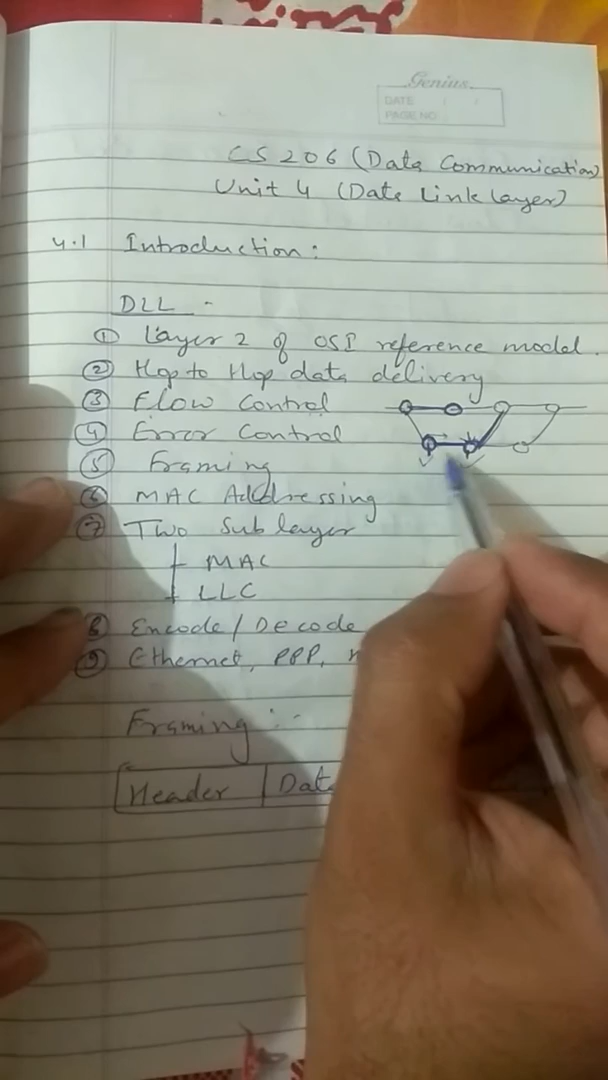 Genius
DATE / /
PAGE NO
CS 206 (Data Communication)
Unit 4 (Data Link Layer)
4.1 Introduction :
DLL -
① Layer 2 of OSI reference model.
② Hop to Hop data delivery
③ Flow Control
④ Error Control
⑤ Framing
⑥ MAC Addressing
⑦ Two Sub layer
MAC
LLC
⑧ Encode / Decode
⑨ Ethernet, PPP,
Framing :-
Header | Dat